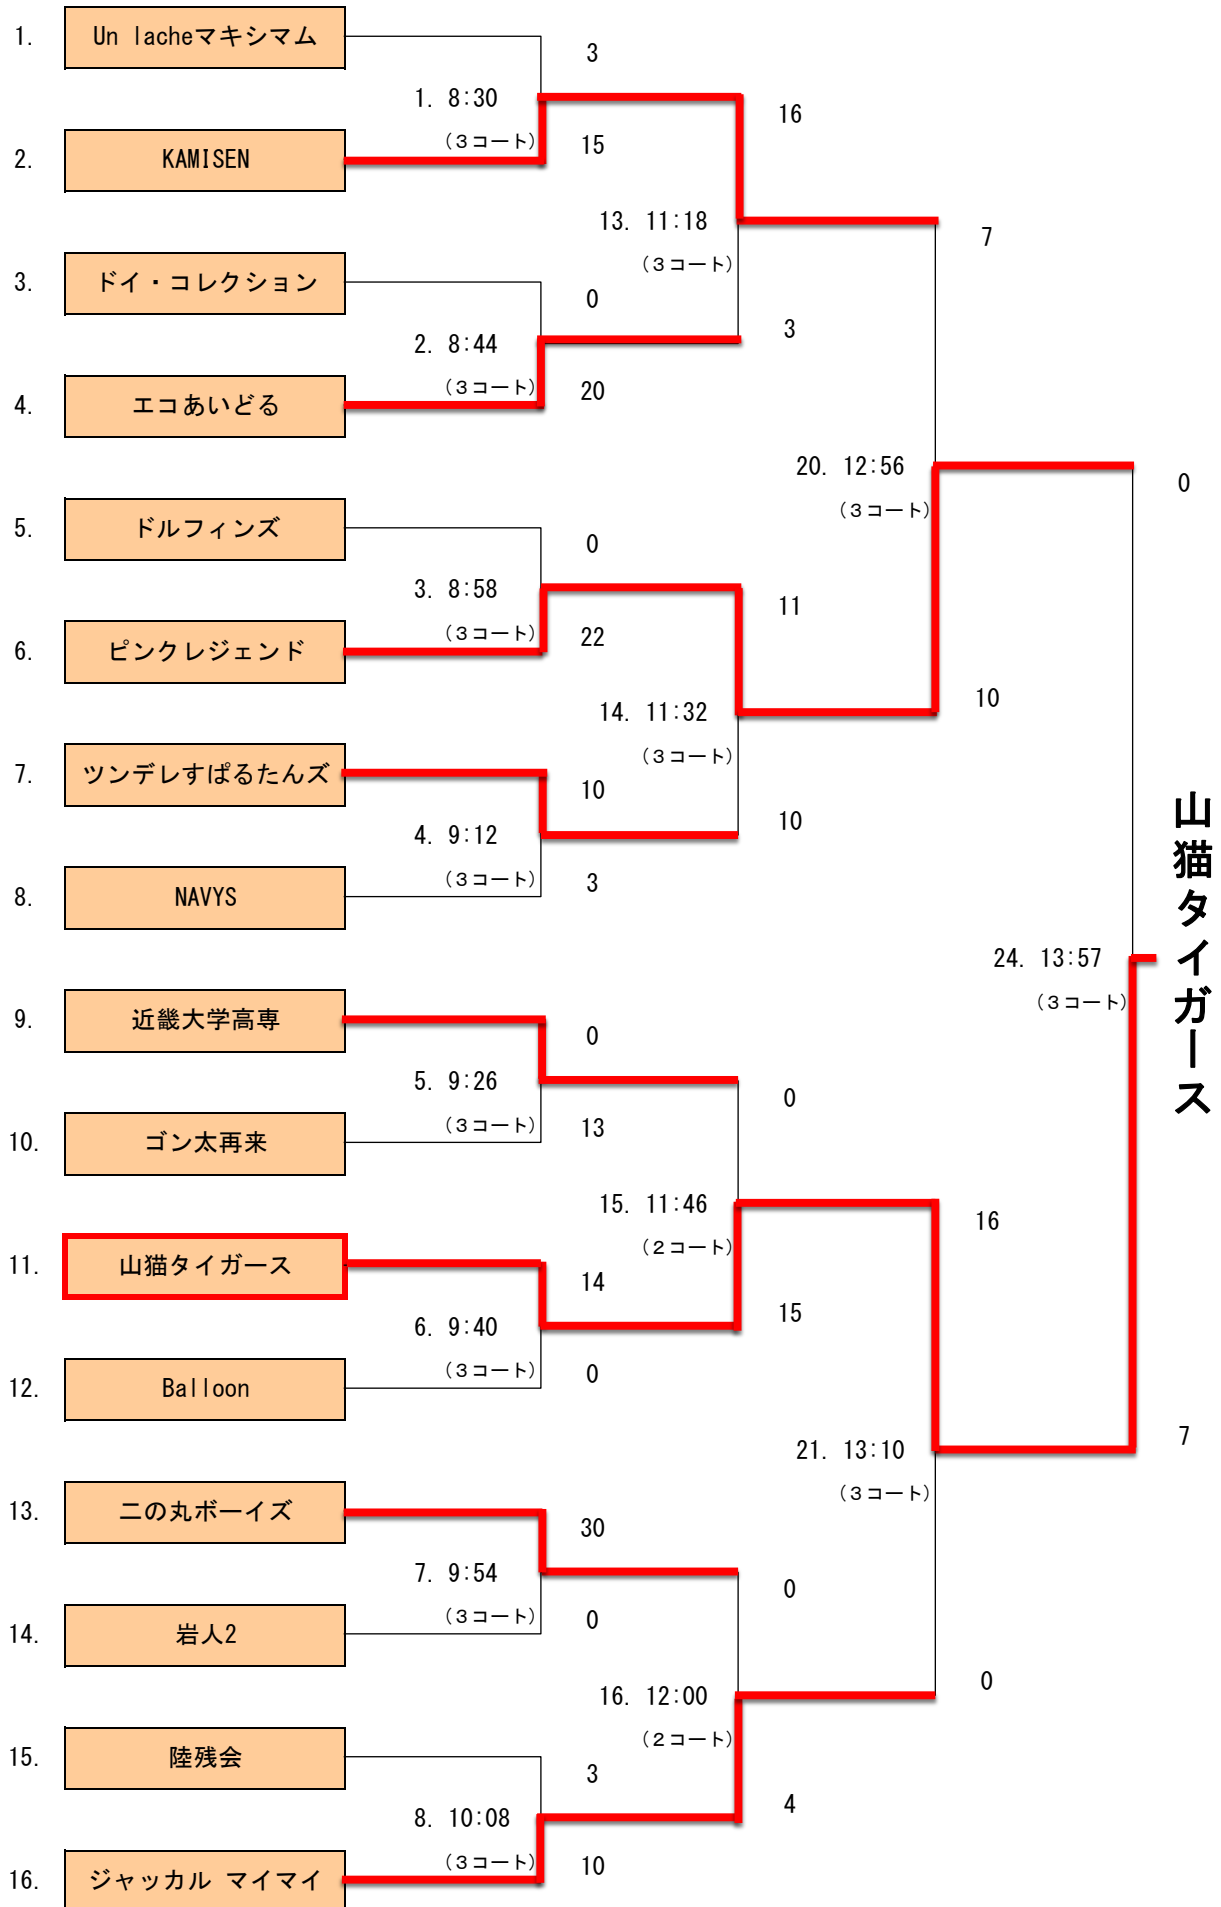 1. Un lacheマキシマム
3
1. 8:30
(3コート)
16
2. KAMISEN
15
13. 11:18
(3コート)
7
3. ドイ・コレクション
0
2. 8:44
(3コート)
3
4. エコあいどる
20
20. 12:56
(3コート)
0
5. ドルフィンズ
0
3. 8:58
(3コート)
11
6. ピンクレジェンド
22
14. 11:32
(3コート)
10
7. ツンデレすぱるたんズ
10
4. 9:12
(3コート)
10
8. NAVYS
3
山猫タイガース
24. 13:57
(3コート)
9. 近畿大学高専
0
5. 9:26
(3コート)
0
10. ゴン太再来
13
15. 11:46
(2コート)
16
11. 山猫タイガース
14
6. 9:40
(3コート)
15
12. Balloon
0
21. 13:10
(3コート)
7
13. 二の丸ボーイズ
30
7. 9:54
(3コート)
0
14. 岩人2
0
16. 12:00
(2コート)
0
15. 陸残会
3
8. 10:08
(3コート)
4
16. ジャッカル マイマイ
10